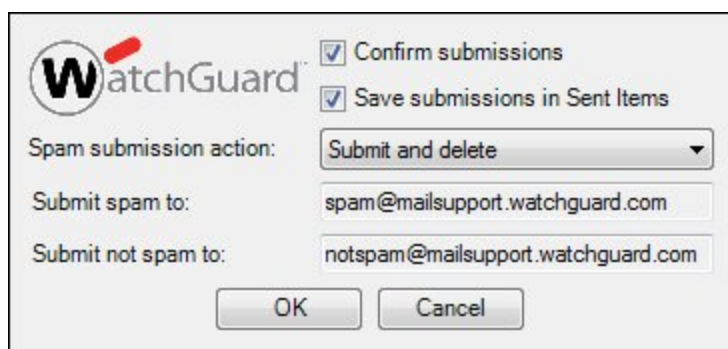 Confirm submissions
WatchGuard
Save submissions in Sent Items
Spam submission action:
Submit and delete
Submit spam to:
spam@mailsupport.watchguard.com
Submit not spam to:
notspam@mailsupport.watchguard.com
OK
Cancel